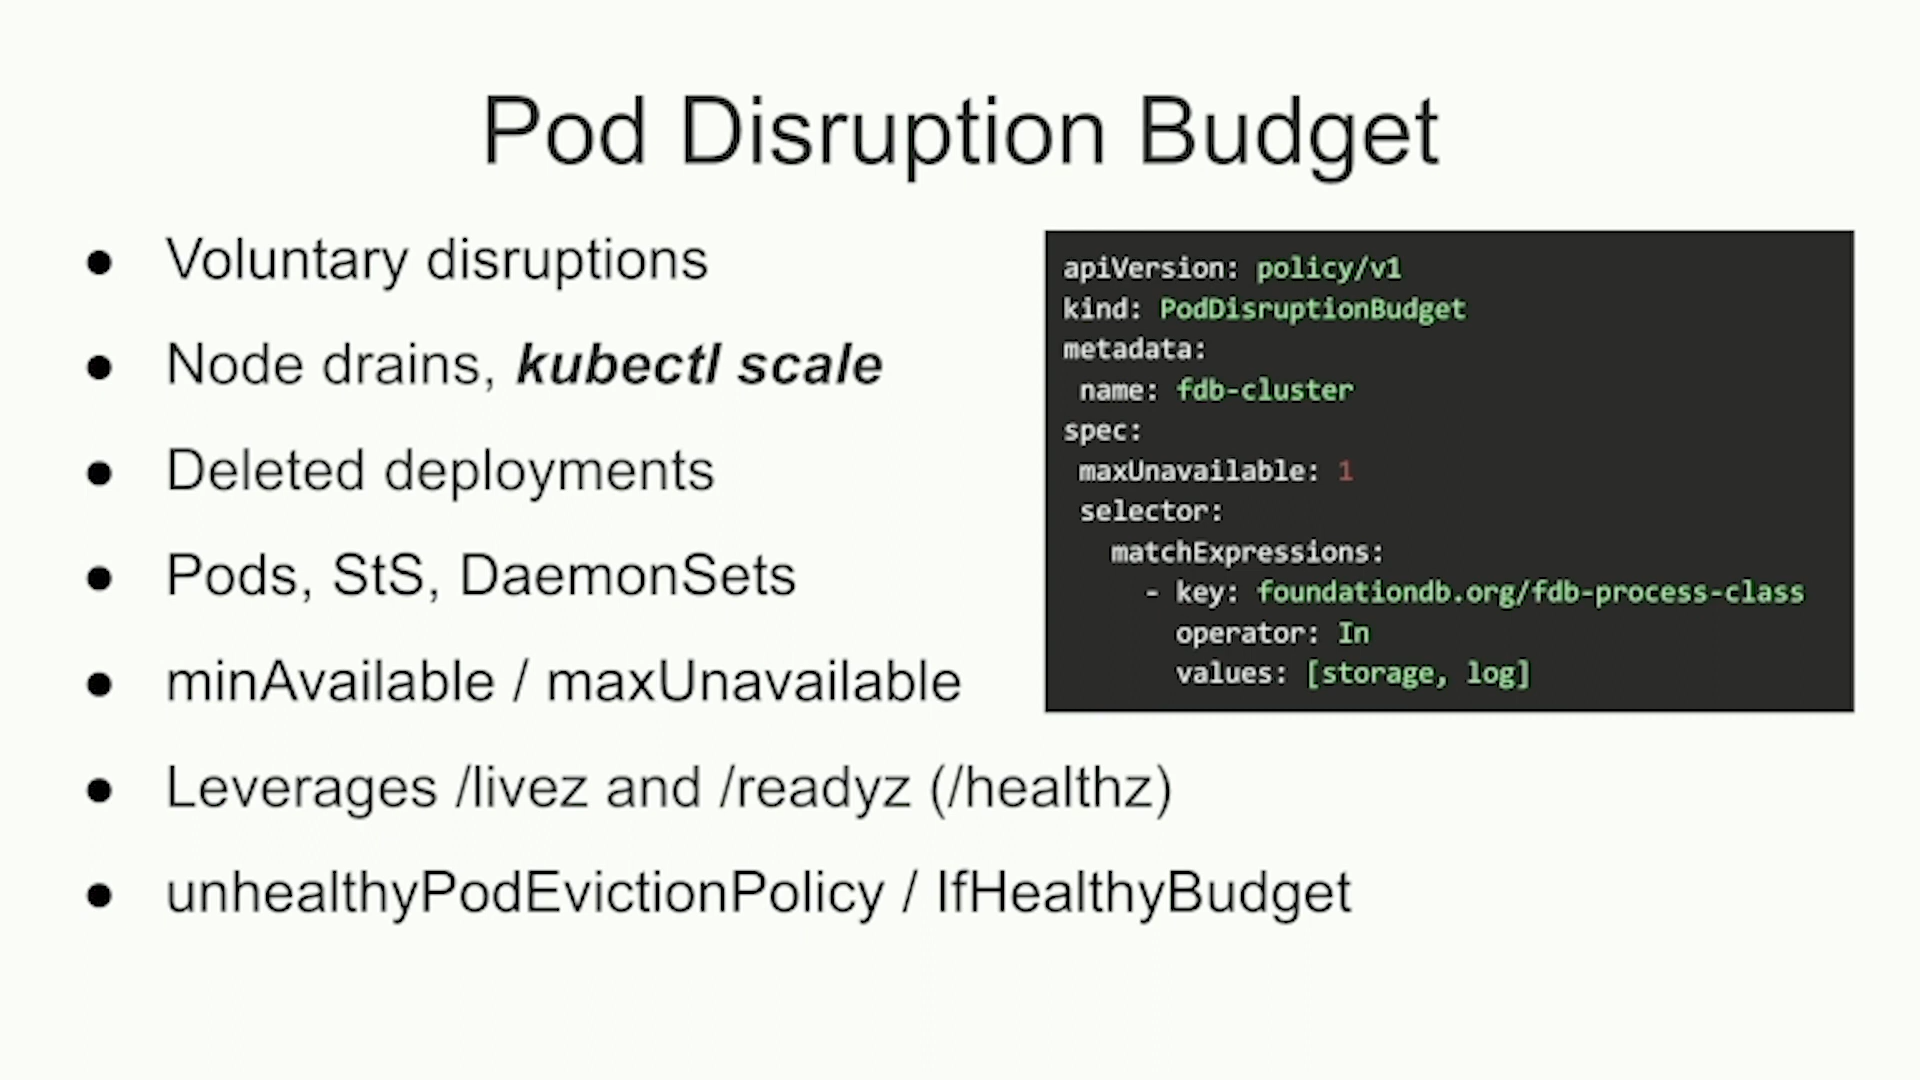 Pod Disruption Budget
● Voluntary disruptions
● Node drains, kubectl scale
● Deleted deployments
● Pods, StS, DaemonSets
● minAvailable / maxUnavailable
● Leverages /livez and /readyz (/healthz)
● unhealthyPodEvictionPolicy / IfHealthyBudget
apiVersion: policy/v1
kind: PodDisruptionBudget
metadata:
 name: fdb-cluster
spec:
 maxUnavailable: 1
 selector:
   matchExpressions:
     - key: foundationdb.org/fdb-process-class
       operator: In
       values: [storage, log]